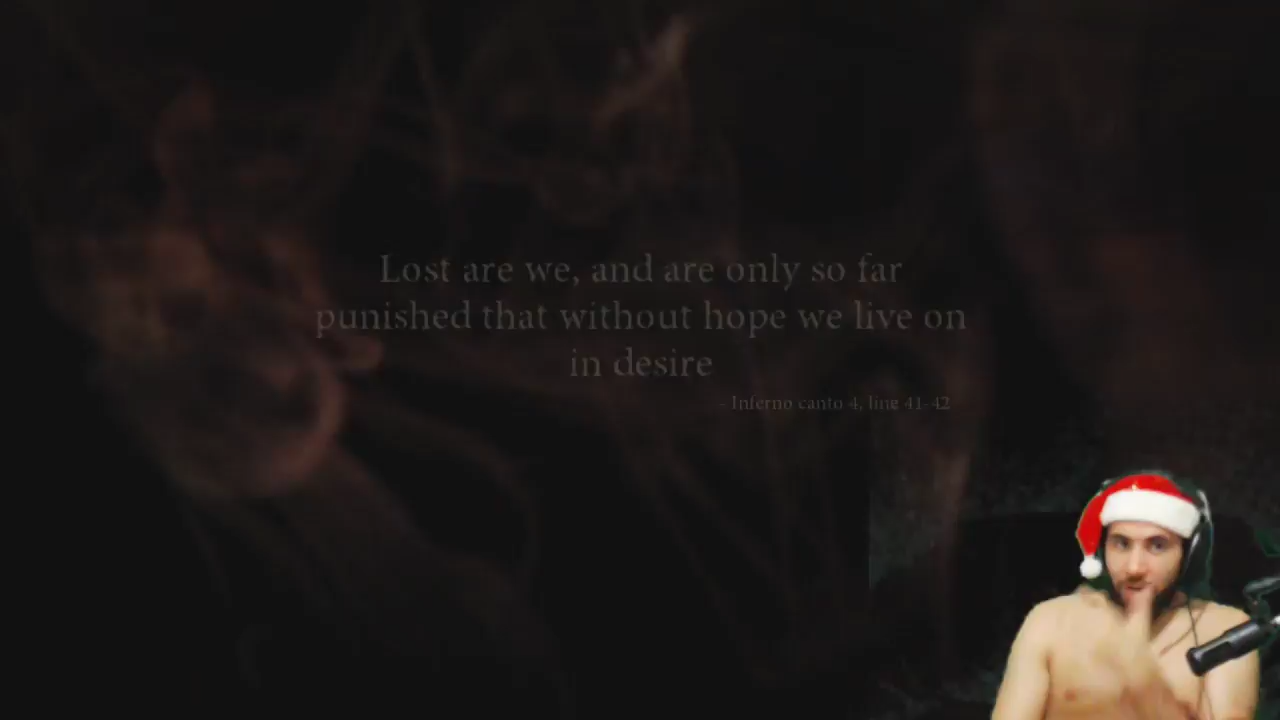 Lost are we, and are only so far
punished that without hope we live on
in desire
- Inferno canto 4, line 41-42